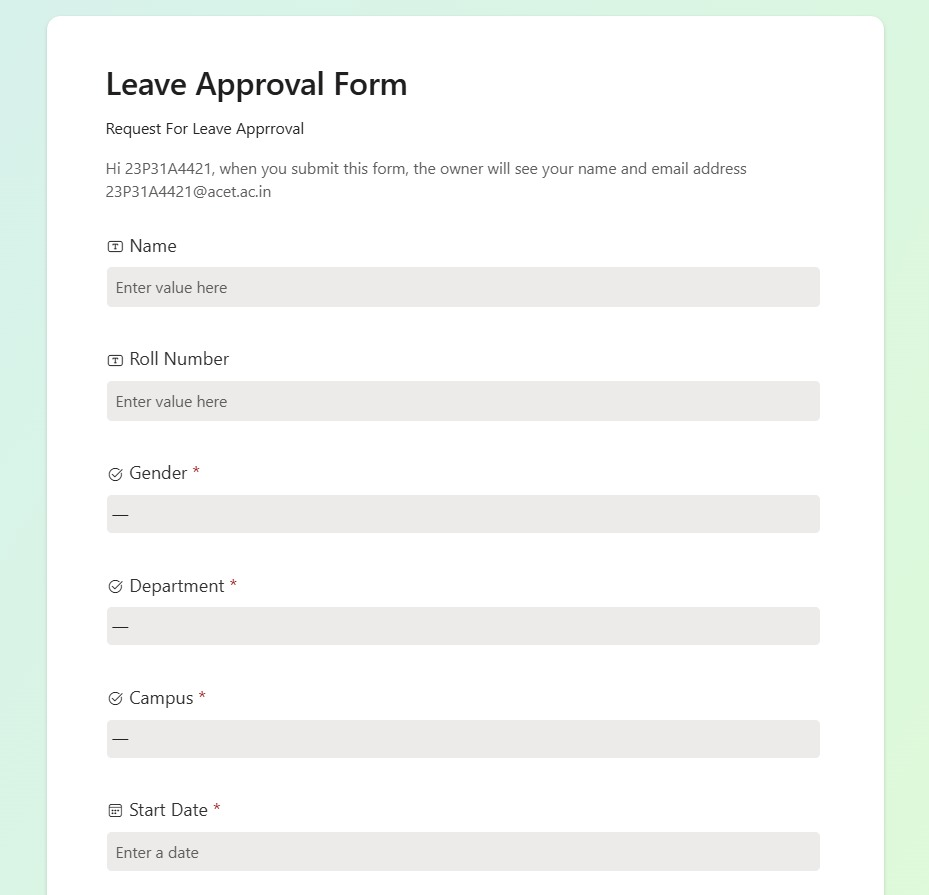 Leave Approval Form
Request For Leave Approval
Hi 23P31A4421, when you submit this form, the owner will see your name and email address
23P31A4421@acet.ac.in
Name
Enter value here
Roll Number
Enter value here
Gender *
—
Department *
—
Campus *
—
Start Date *
Enter a date